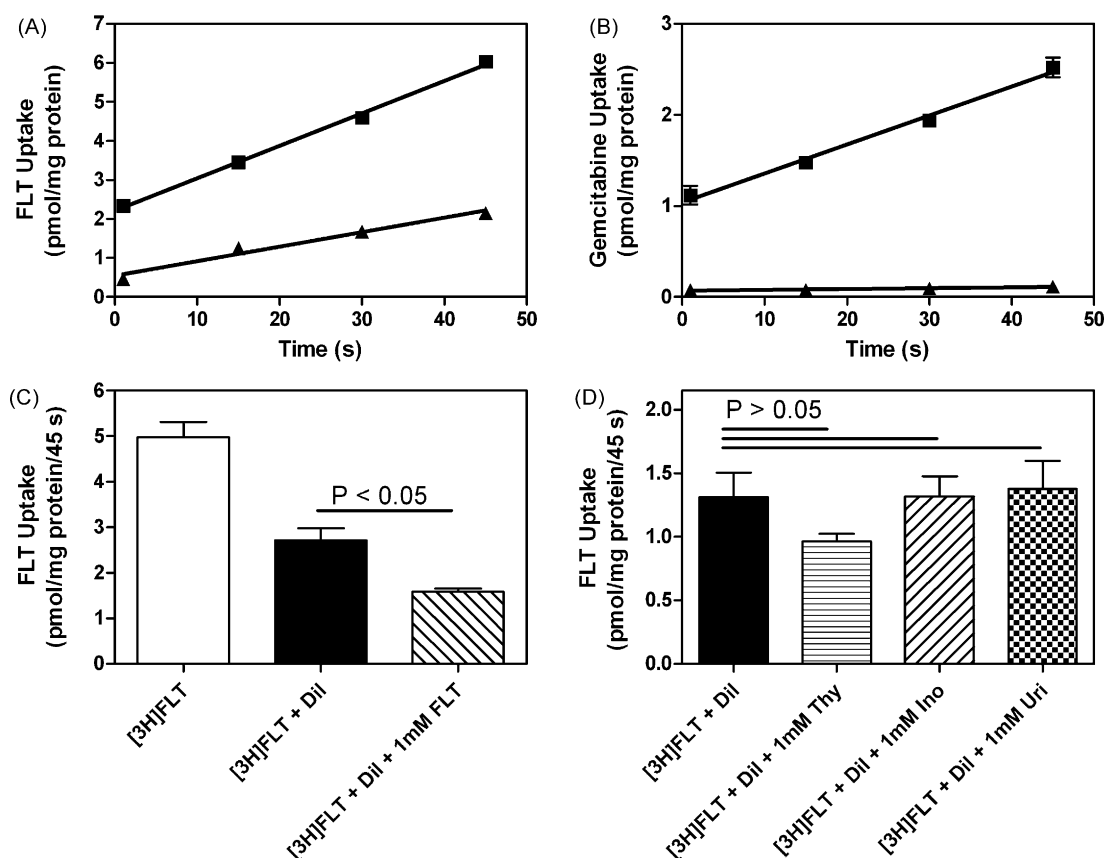 (A)
7
6
5
4
3
2
1
0
FLT Uptake
(pmol/mg protein)
0 10 20 30 40 50
Time (s)
(B)
3
2
1
0
Gemcitabine Uptake
(pmol/mg protein)
0 10 20 30 40 50
Time (s)
(C)
6
5
4
3
2
1
0
FLT Uptake
(pmol/mg protein/45 s)
P < 0.05
[3H]FLT
[3H]FLT + Dil
[3H]FLT + Dil + 1mM FLT
(D)
2.0
1.5
1.0
0.5
0.0
FLT Uptake
(pmol/mg protein/45 s)
P > 0.05
[3H]FLT + Dil
[3H]FLT + Dil + 1mM Thy
[3H]FLT + Dil + 1mM Ino
[3H]FLT + Dil + 1mM Uri